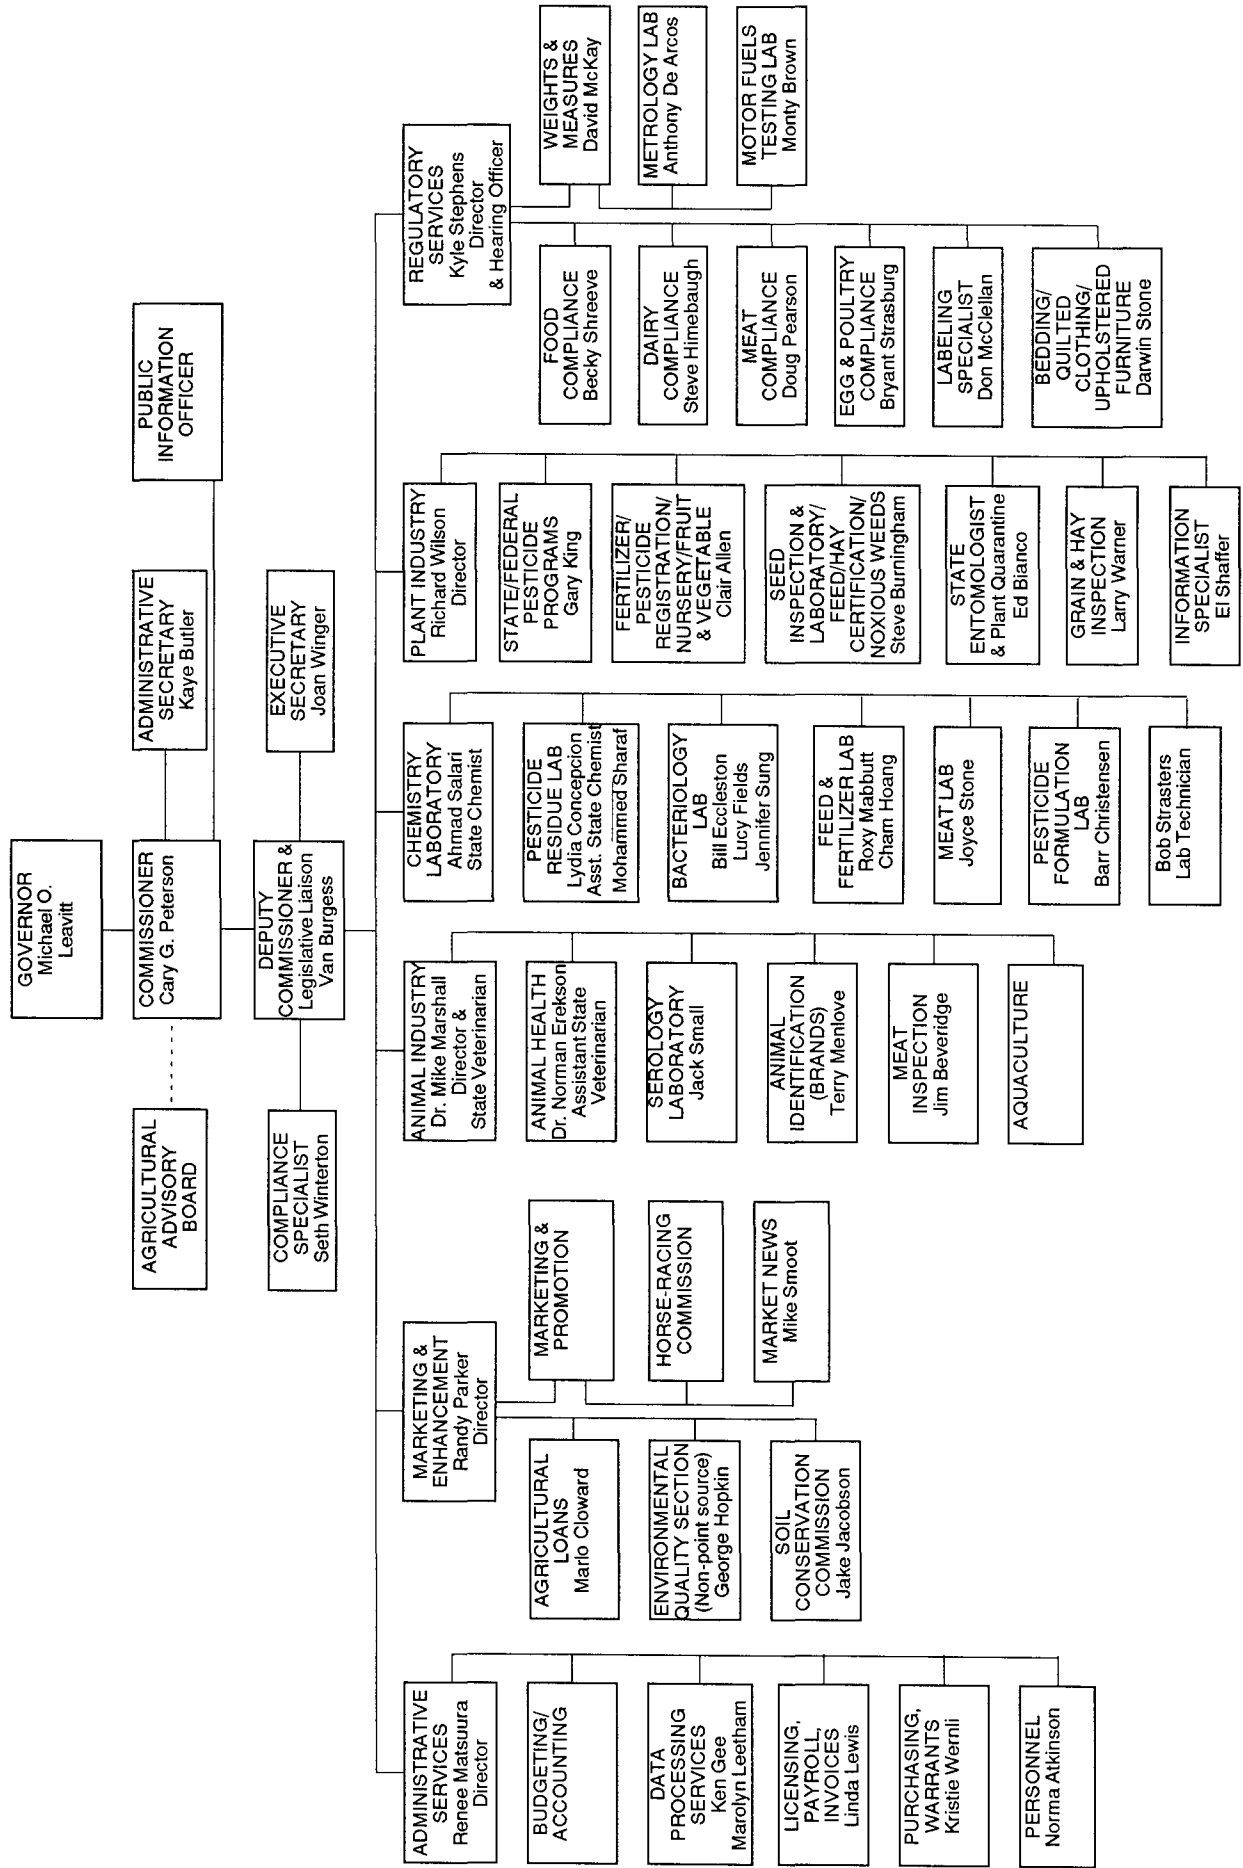 GOVERNOR
Michael O.
Leavitt
AGRICULTURAL
ADVISORY
BOARD
COMMISSIONER
Cary G. Peterson
ADMINISTRATIVE
SECRETARY
Kaye Butler
PUBLIC
INFORMATION
OFFICER
COMPLIANCE
SPECIALIST
Seth Winterton
DEPUTY
COMMISSIONER &
Legislative Liaison
Van Burgess
EXECUTIVE
SECRETARY
Joan Winger
ADMINISTRATIVE
SERVICES
Renee Matsuura
Director
BUDGETING/
ACCOUNTING
DATA
PROCESSING
SERVICES
Ken Gee
Marolyn Leetham
LICENSING,
PAYROLL,
INVOICES
Linda Lewis
PURCHASING,
WARRANTS
Kristie Wernli
PERSONNEL
Norma Atkinson
MARKETING &
ENHANCEMENT
Randy Parker
Director
AGRICULTURAL
LOANS
Marlo Cloward
ENVIRONMENTAL
QUALITY SECTION
(Non-point source)
George Hopkin
SOIL
CONSERVATION
COMMISSION
Jake Jacobson
MARKETING &
PROMOTION
HORSE-RACING
COMMISSION
MARKET NEWS
Mike Smoot
ANIMAL INDUSTRY
Dr. Mike Marshall
Director &
State Veterinarian
ANIMAL HEALTH
Dr. Norman Erekson
Assistant State
Veterinarian
SEROLOGY
LABORATORY
Jack Small
ANIMAL
IDENTIFICATION
(BRANDS)
Terry Menlove
MEAT
INSPECTION
Jim Beveridge
AQUACULTURE
CHEMISTRY
LABORATORY
Ahmad Salari
State Chemist
PESTICIDE
RESIDUE LAB
Lydia Concepcion
Asst. State Chemist
Mohammed Sharaf
BACTERIOLOGY
LAB
Bill Eccleston
Lucy Fields
Jennifer Sung
FEED &
FERTILIZER LAB
Roxy Mabbutt
Cham Hoang
MEAT LAB
Joyce Stone
PESTICIDE
FORMULATION
LAB
Barr Christensen
Bob Strasters
Lab Technician
PLANT INDUSTRY
Richard Wilson
Director
STATE/FEDERAL
PESTICIDE
PROGRAMS
Gary King
FERTILIZER/
PESTICIDE
REGISTRATION/
NURSERY/FRUIT
& VEGETABLE
Clair Allen
SEED
INSPECTION &
LABORATORY/
FEED/HAY
CERTIFICATION/
NOXIOUS WEEDS
Steve Burningham
STATE
ENTOMOLOGIST
& Plant Quarantine
Ed Bianco
GRAIN & HAY
INSPECTION
Larry Warner
INFORMATION
SPECIALIST
El Shaffer
REGULATORY
SERVICES
Kyle Stephens
Director
& Hearing Officer
FOOD
COMPLIANCE
Becky Shreeve
DAIRY
COMPLIANCE
Steve Himebaugh
MEAT
COMPLIANCE
Doug Pearson
EGG & POULTRY
COMPLIANCE
Bryant Strasburg
LABELING
SPECIALIST
Don McClellan
BEDDING/
QUILTED
CLOTHING/
UPHOLSTERED
FURNITURE
Darwin Stone
WEIGHTS &
MEASURES
David McKay
METROLOGY LAB
Anthony De Arcos
MOTOR FUELS
TESTING LAB
Monty Brown